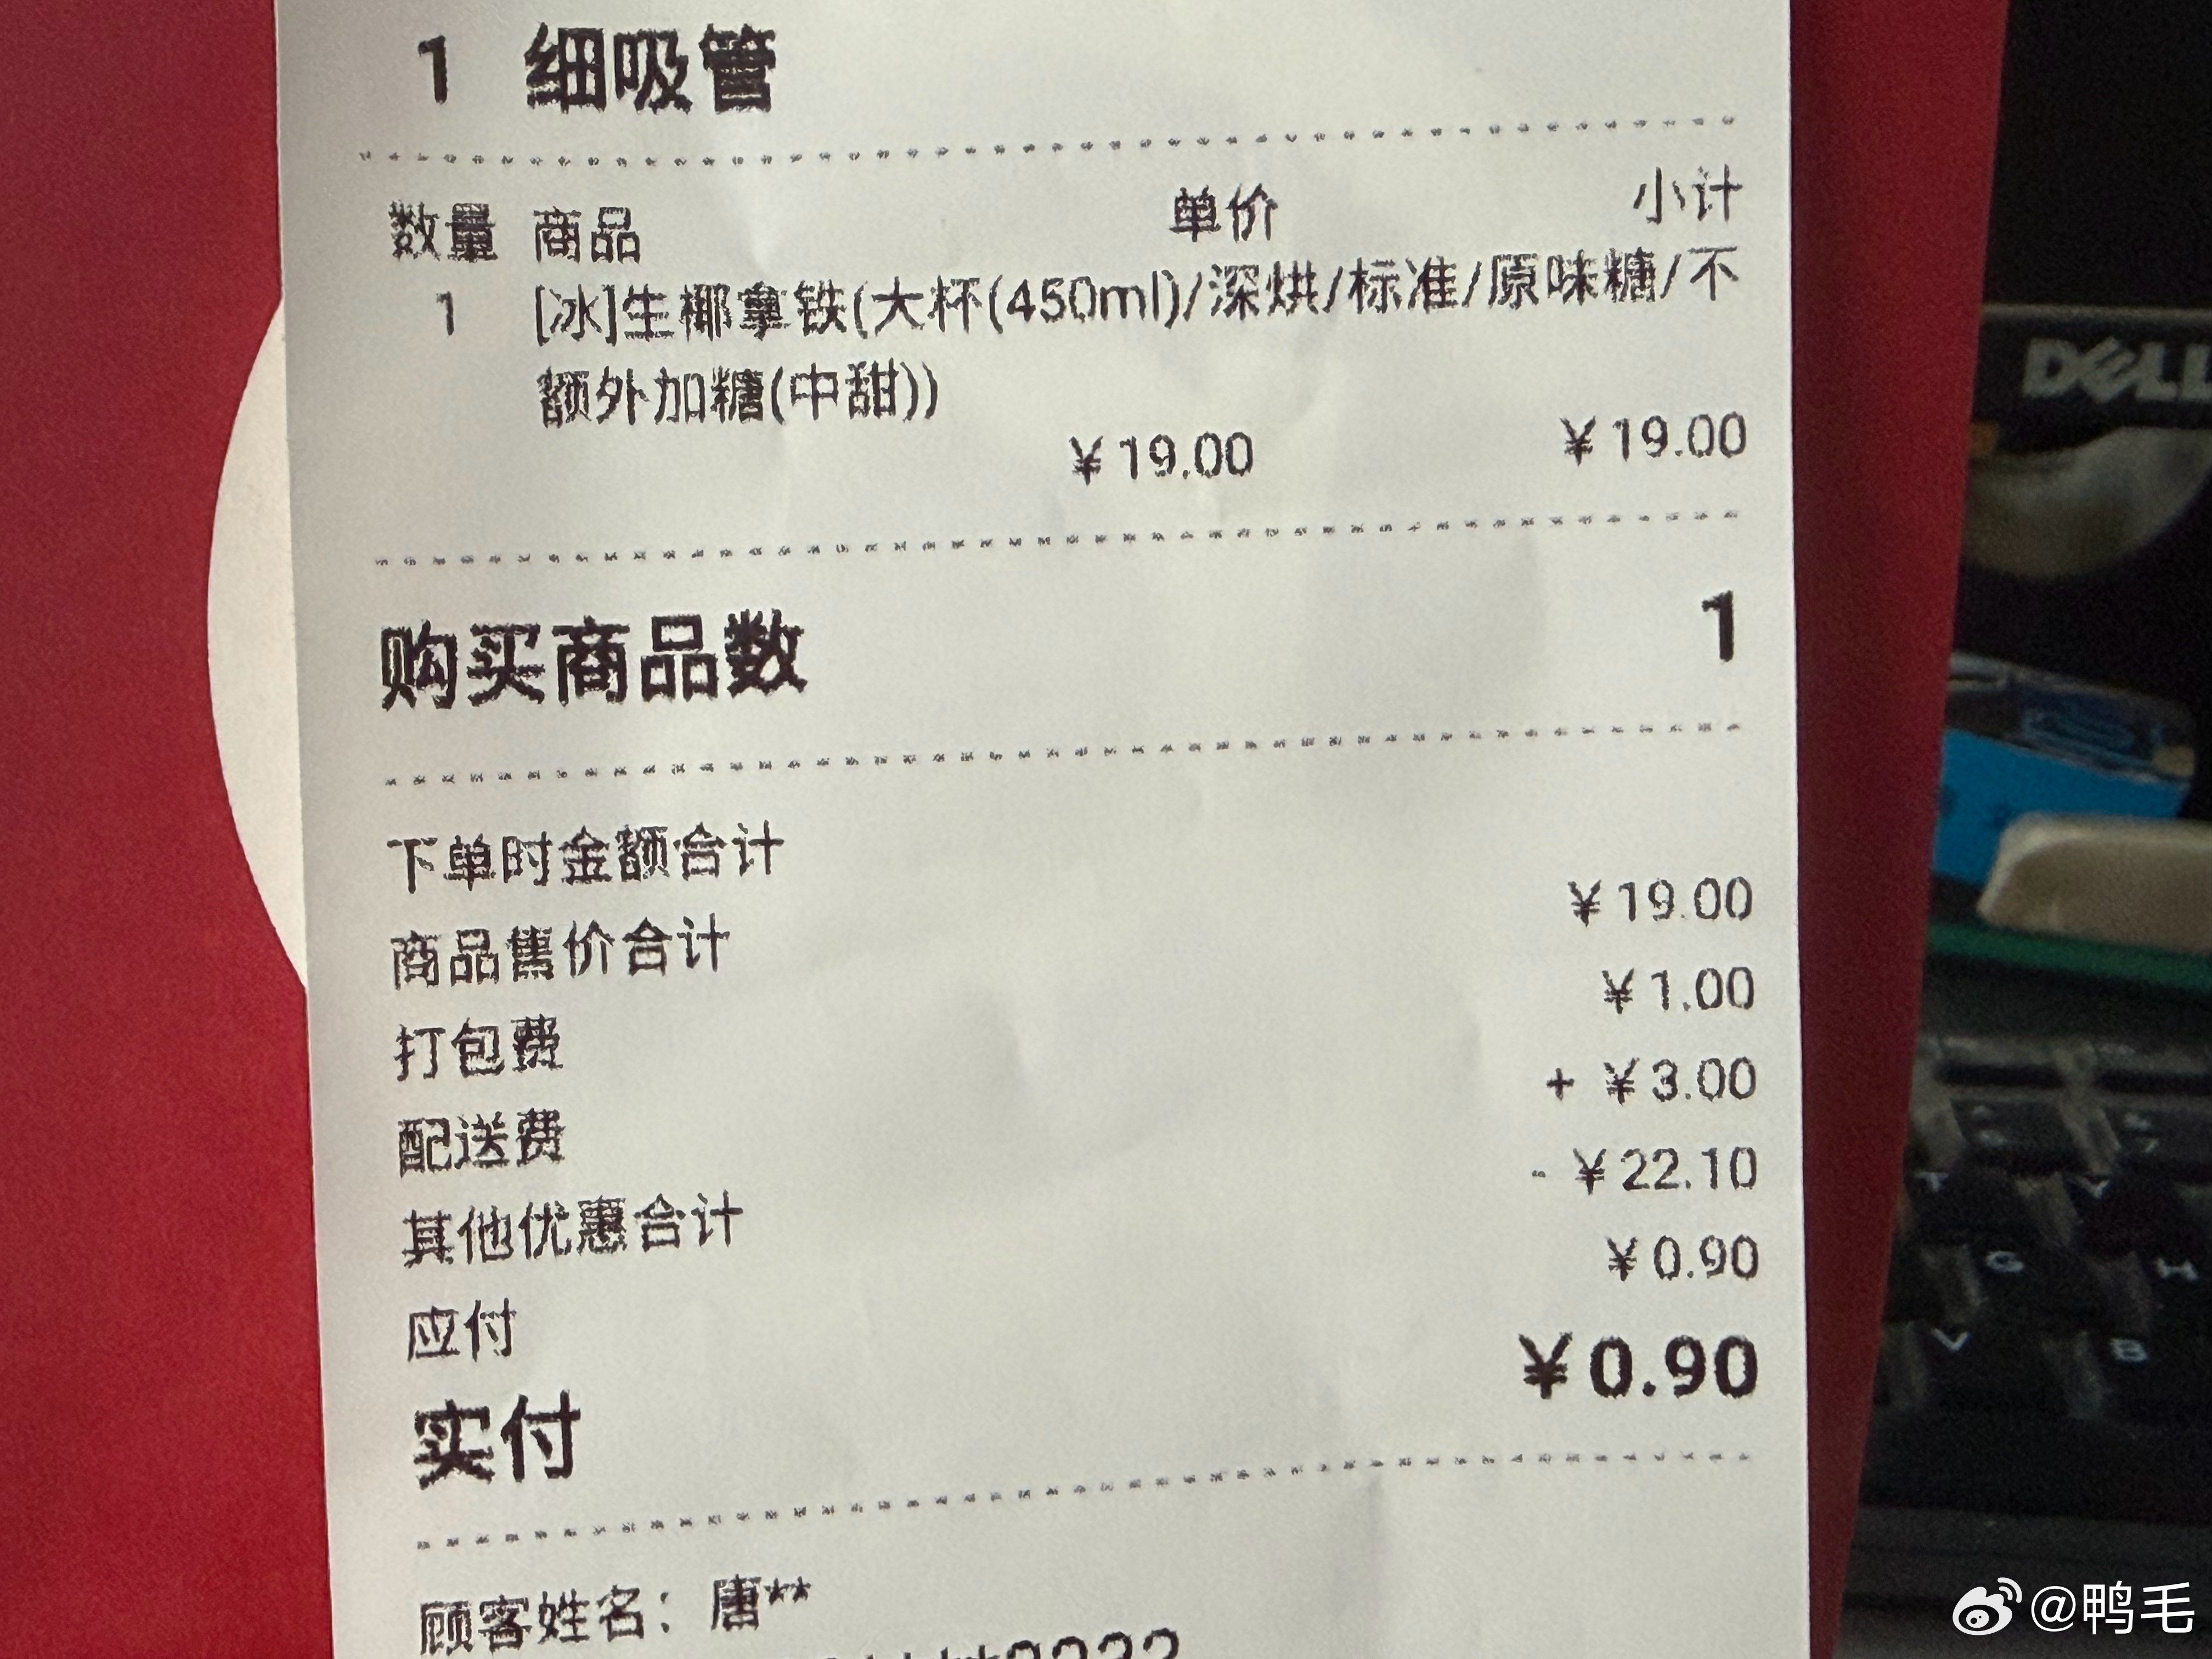 1 细吸管
数量 商品 单价 小计
1 [冰]生椰拿铁(大杯(450ml)/深烘/标准/原味糖/不
额外加糖(中甜))
¥19.00 ¥19.00
购买商品数 1
下单时金额合计
商品售价合计 ¥19.00
打包费 ¥1.00
配送费 + ¥3.00
其他优惠合计 - ¥22.10
应付 ¥0.90
实付 ¥0.90
顾客姓名：唐**
DELL
T Y
G H
V B
@鸭毛